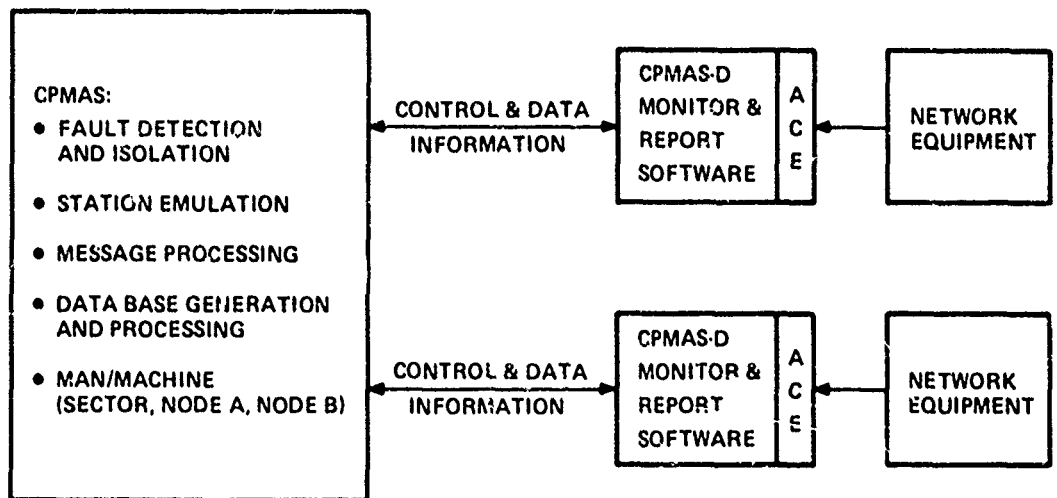 CPMAS:
• FAULT DETECTION
AND ISOLATION
• STATION EMULATION
• MESSAGE PROCESSING
• DATA BASE GENERATION
AND PROCESSING
• MAN/MACHINE
(SECTOR, NODE A, NODE B)
CONTROL & DATA
INFORMATION
CPMAS-D
MONITOR &
REPORT
SOFTWARE
A
C
E
NETWORK
EQUIPMENT
CONTROL & DATA
INFORMATION
CPMAS-D
MONITOR &
REPORT
SOFTWARE
A
C
E
NETWORK
EQUIPMENT